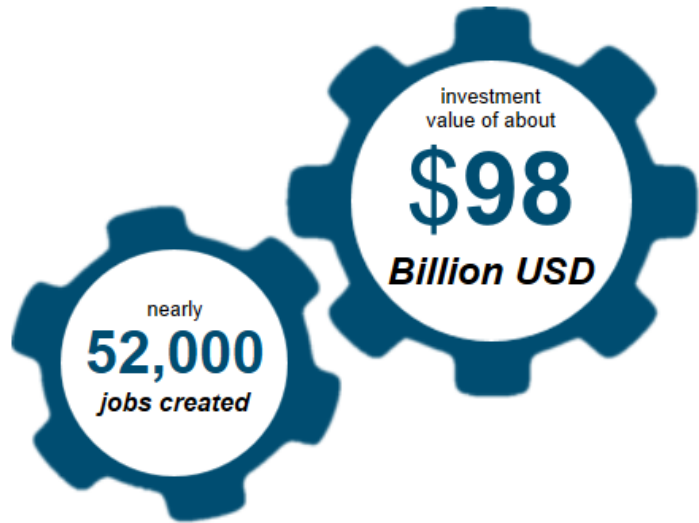 investment
value of about
$98
Billion USD
nearly
52,000
jobs created